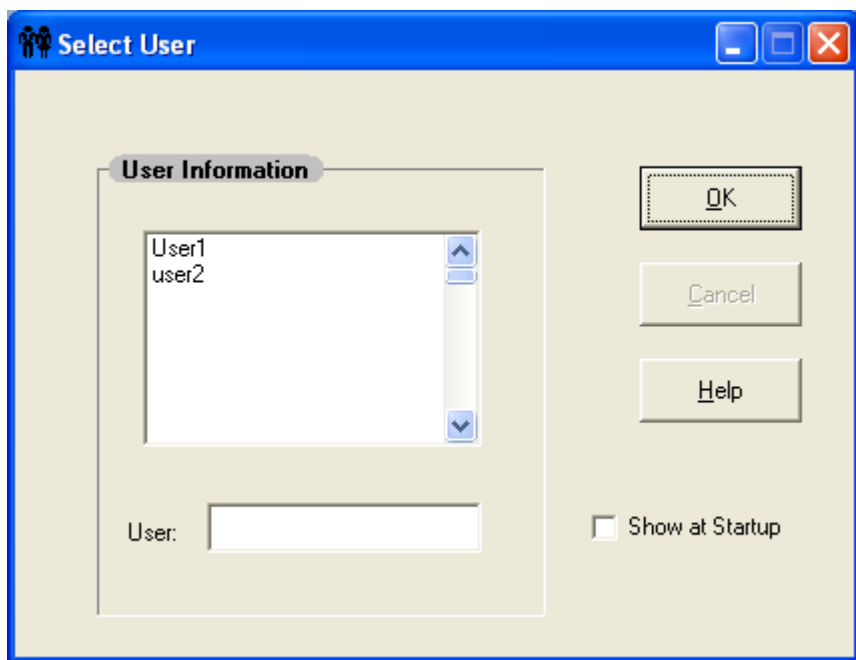 Select User
User Information
User1
user2
User:
OK
Cancel
Help
Show at Startup